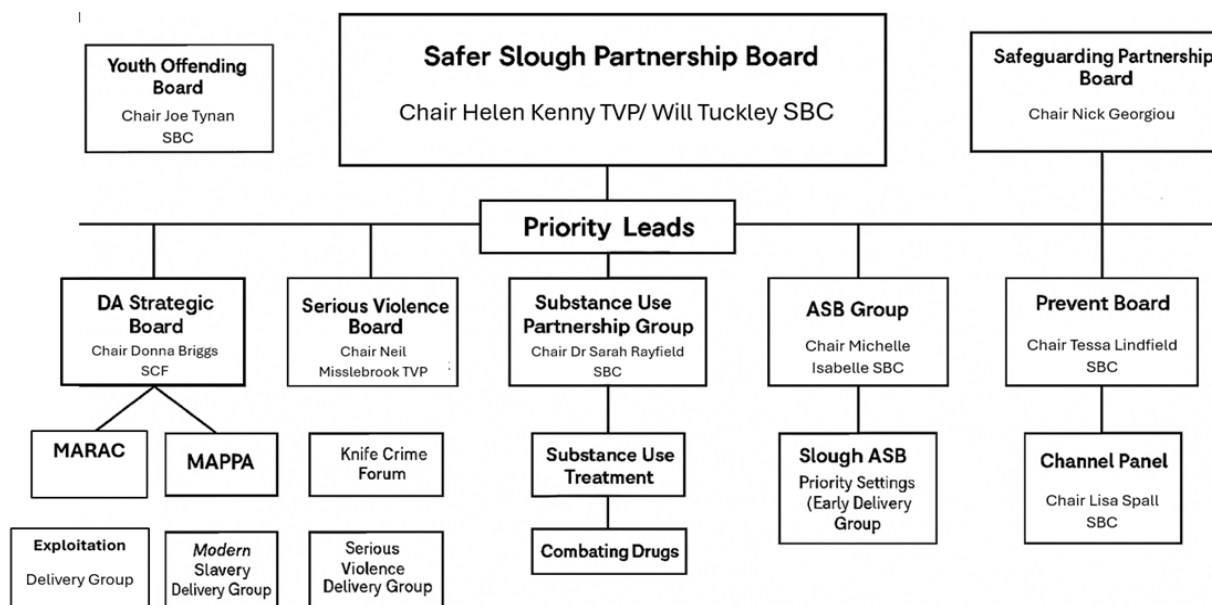 Youth Offending
Board
Chair Joe Tynan
SBC
Safer Slough Partnership Board
Chair Helen Kenny TVP/ Will Tuckley SBC
Safeguarding Partnership
Board
Chair Nick Georgiou
Priority Leads
DA Strategic
Board
Chair Donna Briggs
SCF
Serious Violence
Board
Chair Neil
Misslebrook TVP
Substance Use
Partnership Group
Chair Dr Sarah Rayfield
SBC
ASB Group
Chair Michelle
Isabelle SBC
Prevent Board
Chair Tessa Lindfield
SBC
MARAC
MAPPA
Knife Crime
Forum
Substance Use
Treatment
Slough ASB
Priority Settings
(Early Delivery
Group
Channel Panel
Chair Lisa Spall
SBC
Exploitation
Delivery Group
Modern
Slavery
Delivery Group
Serious
Violence
Delivery Group
Combating Drugs